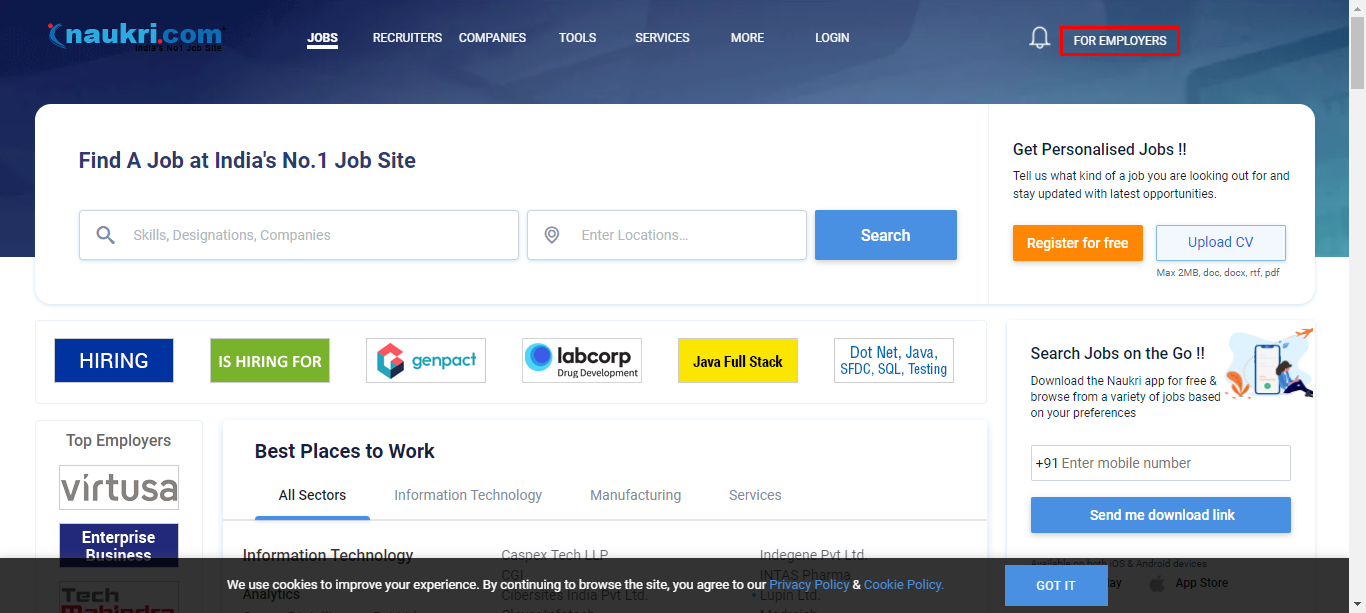 naukri.com
India's No1 Job Site
JOBS
RECRUITERS
COMPANIES
TOOLS
SERVICES
MORE
LOGIN
FOR EMPLOYERS
Find A Job at India's No.1 Job Site
Skills, Designations, Companies
Enter Locations...
Search
Get Personalised Jobs !!
Tell us what kind of a job you are looking out for and
stay updated with latest opportunities.
Register for free
Upload CV
Max 2MB, doc, docx, rtf, pdf
HIRING
IS HIRING FOR
genpact
labcorp
Drug Development
Java Full Stack
Dot Net, Java,
SFDC, SQL, Testing
Search Jobs on the Go !!
Download the Naukri app for free &
browse from a variety of jobs based
on your preferences
+91 Enter mobile number
Send me download link
Available on both iOS & Android devices
App Store
Top Employers
virtusa
Enterprise
Business
Tech
Mahindra
Best Places to Work
All Sectors
Information Technology
Manufacturing
Services
Information Technology
Caspex Tech LLP
Indegene Pvt Ltd
CGI
INTAS Pharma
Analytics
Cibersites India Pvt Ltd.
Lupin Ltd.
We use cookies to improve your experience. By continuing to browse the site, you agree to our Privacy Policy & Cookie Policy.
GOT IT